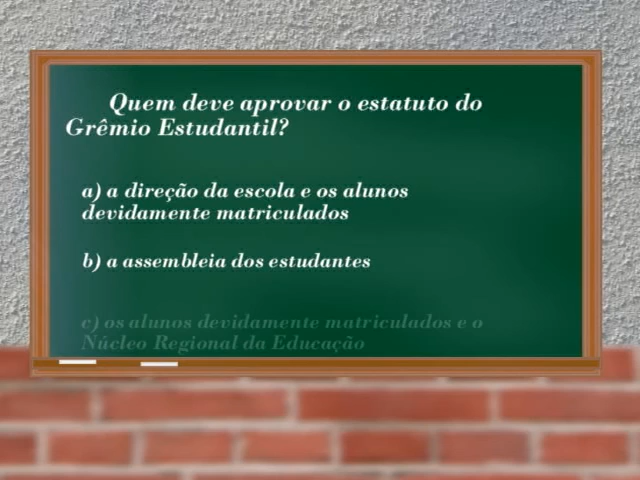 Quem deve aprovar o estatuto do
Grêmio Estudantil?
a) a direção da escola e os alunos
devidamente matriculados
b) a assembleia dos estudantes
c) os alunos devidamente matriculados e o
Núcleo Regional da Educação